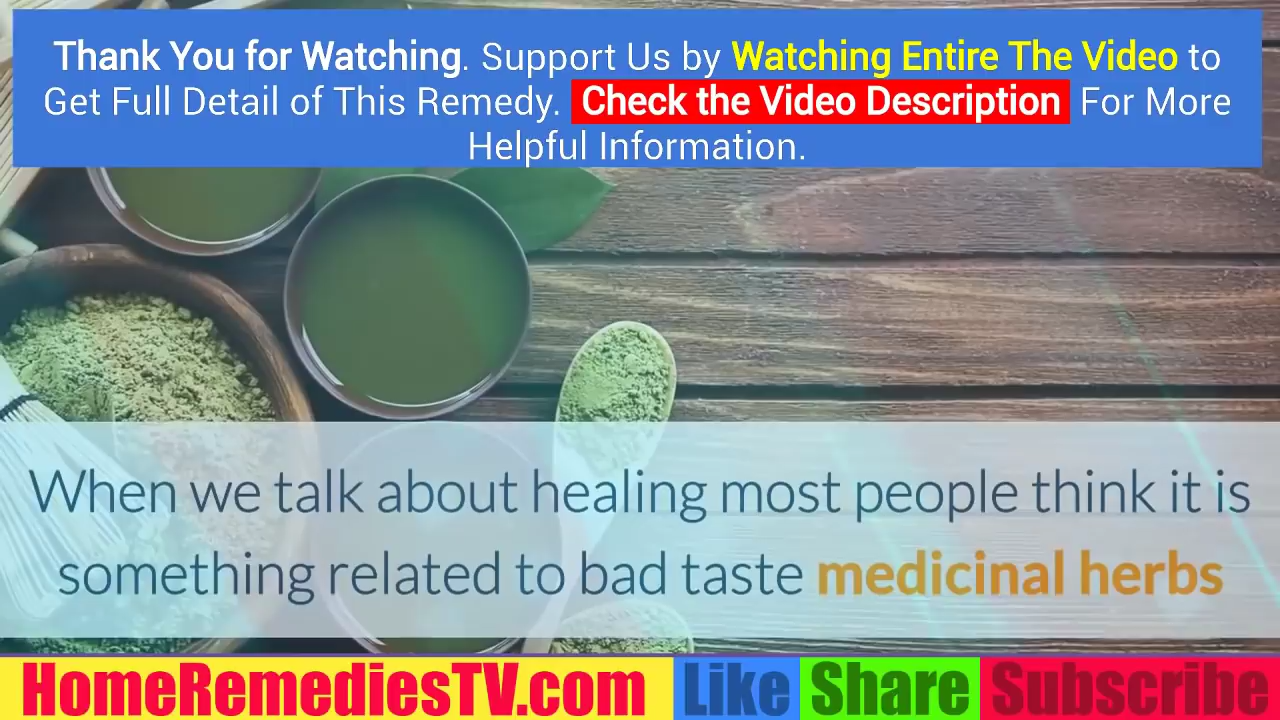 Thank You for Watching. Support Us by Watching Entire The Video to
Get Full Detail of This Remedy. Check the Video Description For More
Helpful Information.
When we talk about healing most people think it is
something related to bad taste medicinal herbs
HomeRemediesTV.com Like Share Subscribe